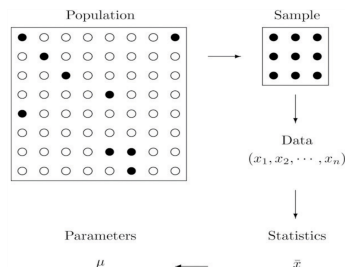 Population
Sample
Data
(x₁, x₂, ⋯ , xₙ)
Parameters
Statistics
μ
x̄